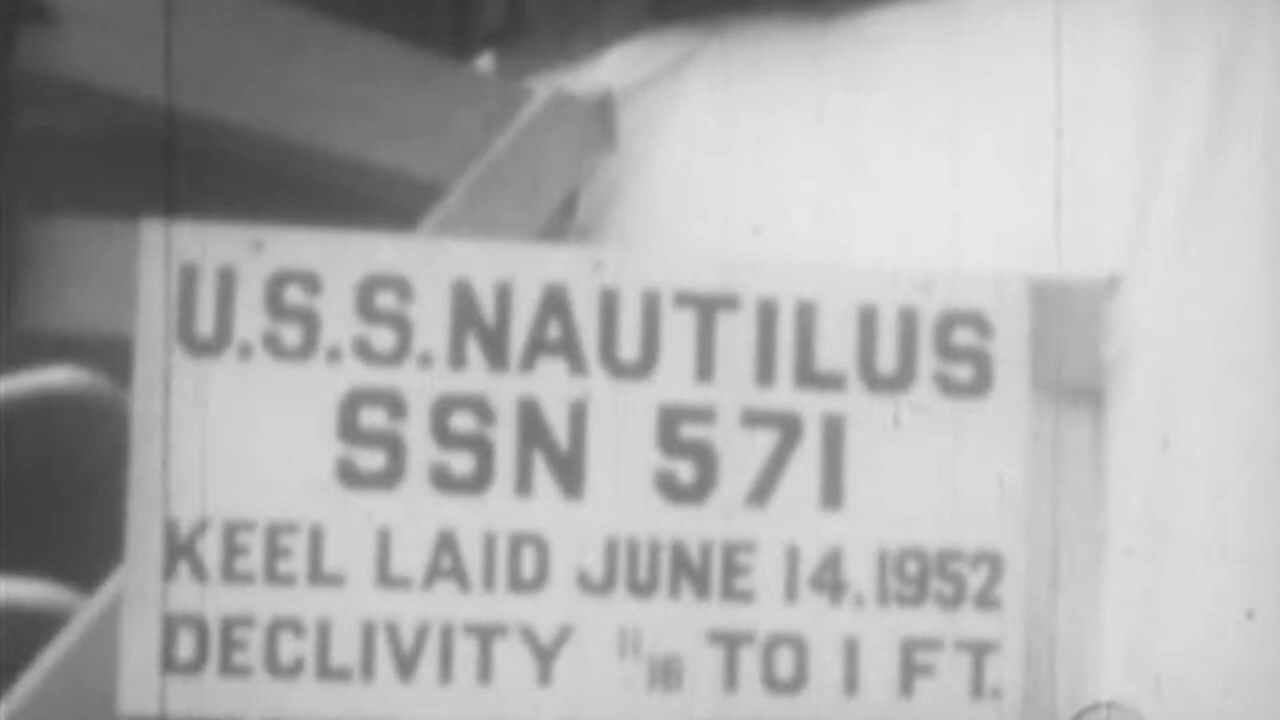 U.S.S. NAUTILUS
SSN 571
KEEL LAID JUNE 14, 1952
DECLIVITY 11/16 TO 1 FT.